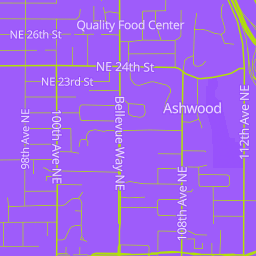 Quality Food Center
NE 26th St
NE 24th St
NE 23rd St
Ashwood
98th Ave NE
100th Ave NE
Bellevue Way NE
108th Ave NE
112th Ave NE